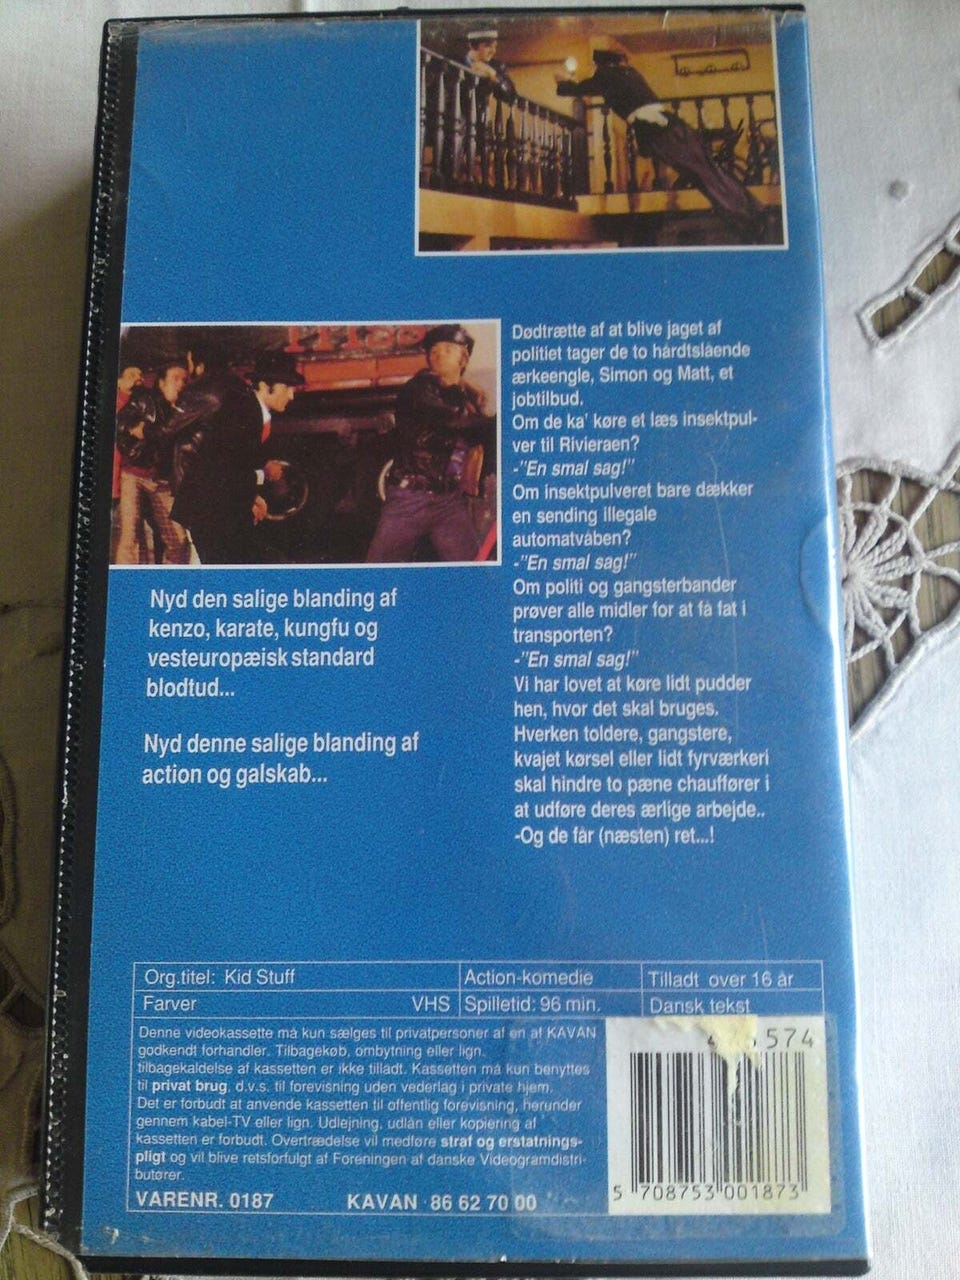 Dødtrætte af at blive jaget af
politiet tager de to hårdtslående
ærkeengle, Simon og Matt, et
jobtilbud.
Om de ka' køre et læs insektpul-
ver til Rivieraen?
-"En smal sag!"
Om insektpulveret bare dækker
en sending illegale
automatvåben?
-"En smal sag!"
Om politi og gangsterbander
prøver alle midler for at få fat i
transporten?
-"En smal sag!"
Vi har lovet at køre lidt pudder
hen, hvor det skal bruges.
Hverken toldere, gangstere,
kvajet kørsel eller lidt fyrværkeri
skal hindre to pæne chauffører i
at udføre deres ærlige arbejde..
-Og de får (næsten) ret...!
Nyd den salige blanding af
kenzo, karate, kungfu og
vesteuropæisk standard
blodtud...
Nyd denne salige blanding af
action og galskab...
Org.titel: Kid Stuff
Action-komedie
Tilladt over 16 år
Farver
VHS
Spilletid: 96 min.
Dansk tekst
Denne videokassette må kun sælges til privatpersoner af en af KAVAN
godkendt forhandler. Tilbagekøb, ombytning eller lign.
tilbagekaldelse af kassetten er ikke tilladt. Kassetten må kun benyttes
til privat brug, d.v.s. til forevisning uden vederlag i private hjem.
Det er forbudt at anvende kassetten til offentlig forevisning, herunder
gennem kabel-TV eller lign. Udlejning, udlån eller kopiering af
kassetten er forbudt. Overtrædelse vil medføre straf og erstatnings-
pligt og vil blive retsforfulgt af Foreningen af danske Videogramdistri-
butører.
VARENR. 0187
KAVAN 86 62 70 00
574
5 708753 001873